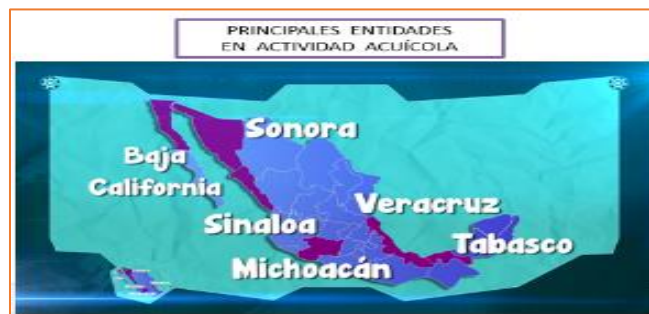 PRINCIPALES ENTIDADES
EN ACTIVIDAD ACUÍCOLA
Sonora
Baja
California
Sinaloa
Veracruz
Tabasco
Michoacán